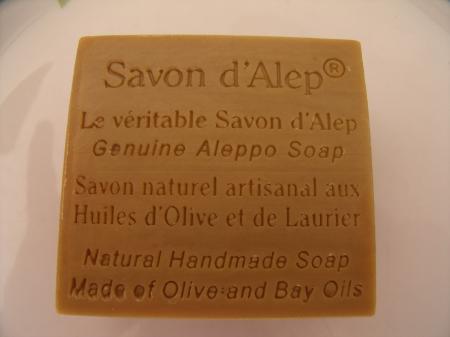 Savon d'Alep®
Le véritable Savon d'Alep
Genuine Aleppo Soap
Savon naturel artisanal aux
Huiles d'Olive et de Laurier
Natural Handmade Soap
Made of Olive and Bay Oils